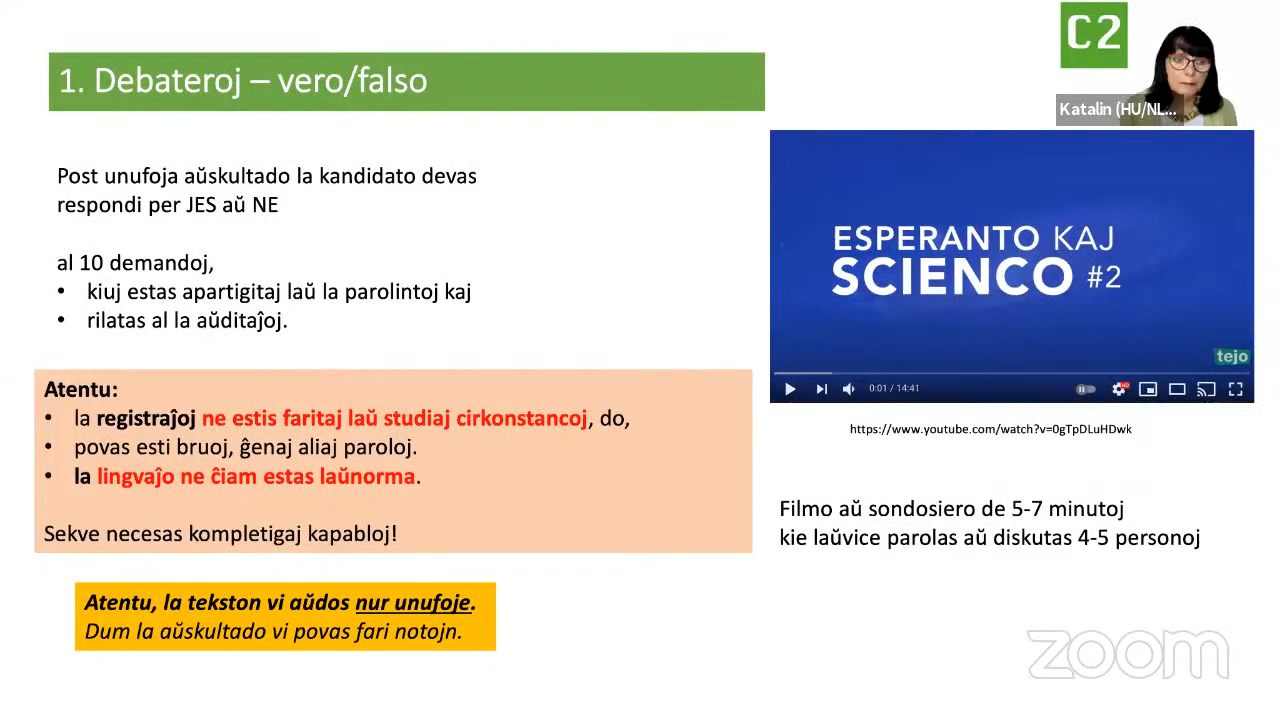 C2
Katalin (HU/NL...
1. Debateroj – vero/falso
Post unufoja aŭskultado la kandidato devas
respondi per JES aŭ NE
al 10 demandoj,
• kiuj estas apartigitaj laŭ la parolintoj kaj
• rilatas al la aŭditaĵoj.
Atentu:
• la registraĵoj ne estis faritaj laŭ studiaj cirkonstancoj, do,
• povas esti bruoj, ĝenaj aliaj paroloj.
• la lingvaĵo ne ĉiam estas laŭnorma.
Sekve necesas kompletigaj kapabloj!
Atentu, la tekston vi aŭdos nur unufoje.
Dum la aŭskultado vi povas fari notojn.
ESPERANTO KAJ
SCIENCO #2
tejo
0:01 / 14:41
HD
https://www.youtube.com/watch?v=0gTpDLuHDwk
Filmo aŭ sondosiero de 5-7 minutoj
kie laŭvice parolas aŭ diskutas 4-5 personoj
zoom